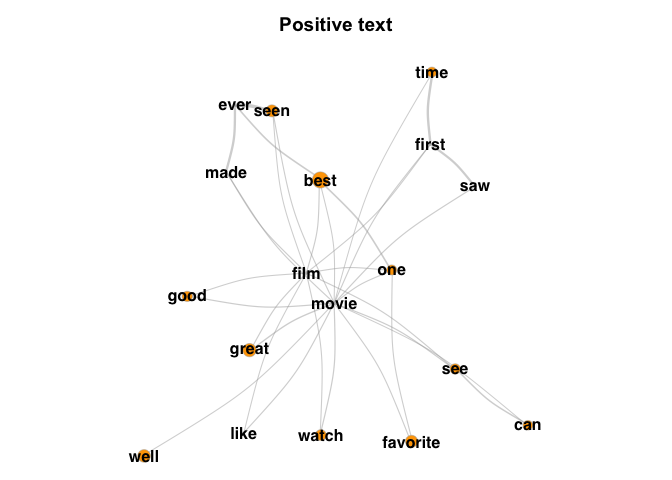 Positive text
time
ever
seen
first
made
best
saw
film
one
good
movie
great
see
like
watch
favorite
can
well